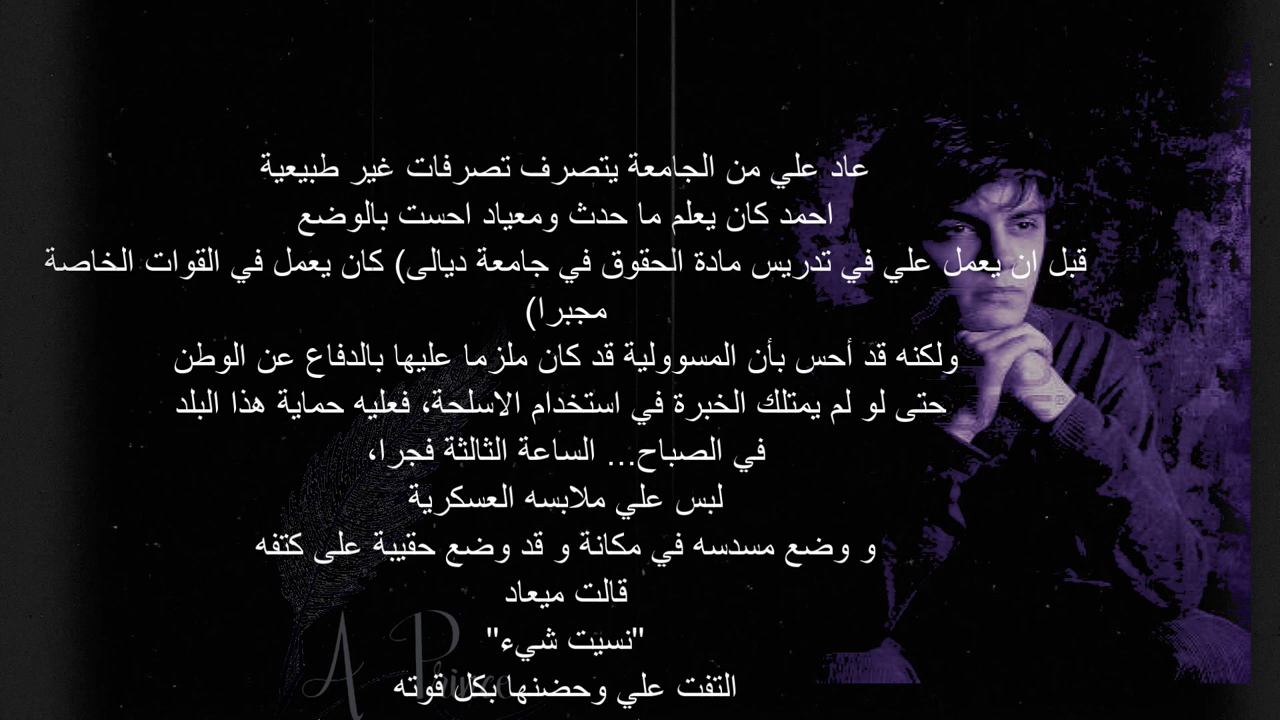 عاد علي من الجامعة يتصرف تصرفات غير طبيعية
احمد كان يعلم ما حدث ومعياد احست بالوضع
قبل ان يعمل علي في تدريس مادة الحقوق في جامعة ديالى) كان يعمل في القوات الخاصة
مجبرا)
ولكنه قد أحس بأن المسوولية قد كان ملزما عليها بالدفاع عن الوطن
حتى لو لم يمتلك الخبرة في استخدام الاسلحة، فعليه حماية هذا البلد
في الصباح... الساعة الثالثة فجرا،
لبس علي ملابسه العسكرية
و وضع مسدسه في مكانة و قد وضع حقيبة على كتفه
قالت ميعاد
"نسيت شيء"
التفت علي وحضنها بكل قوته
A Prince